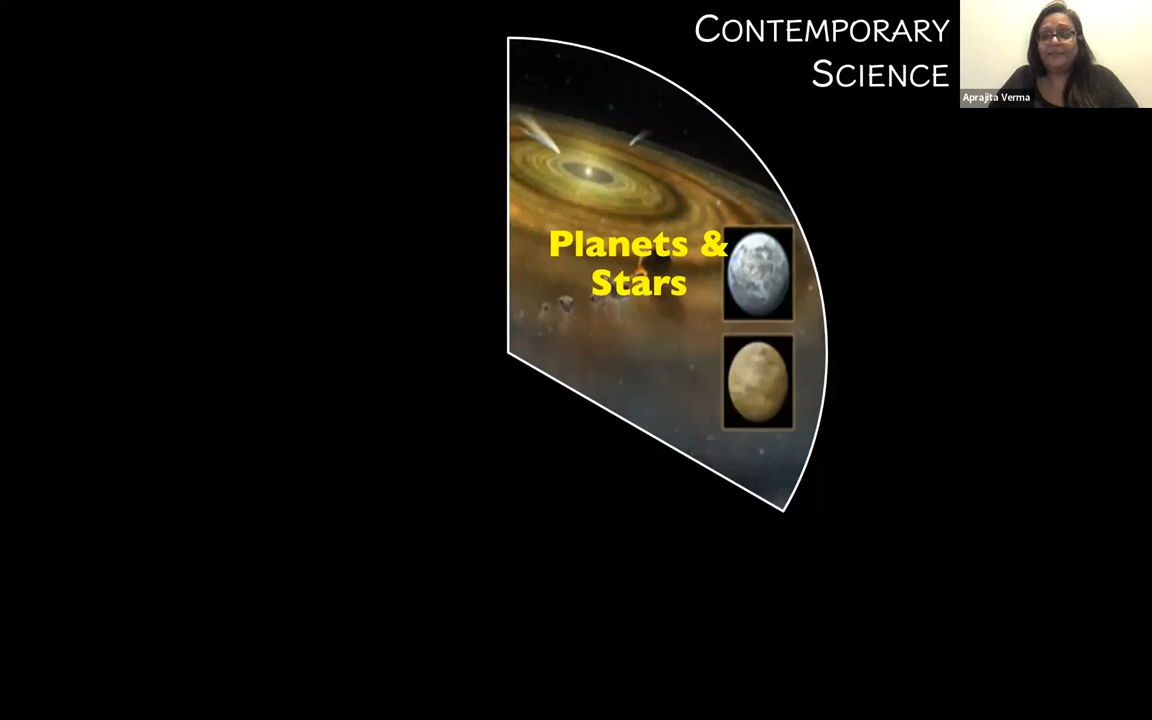 CONTEMPORARY
SCIENCE
Aprajita Verma
Planets &
Stars